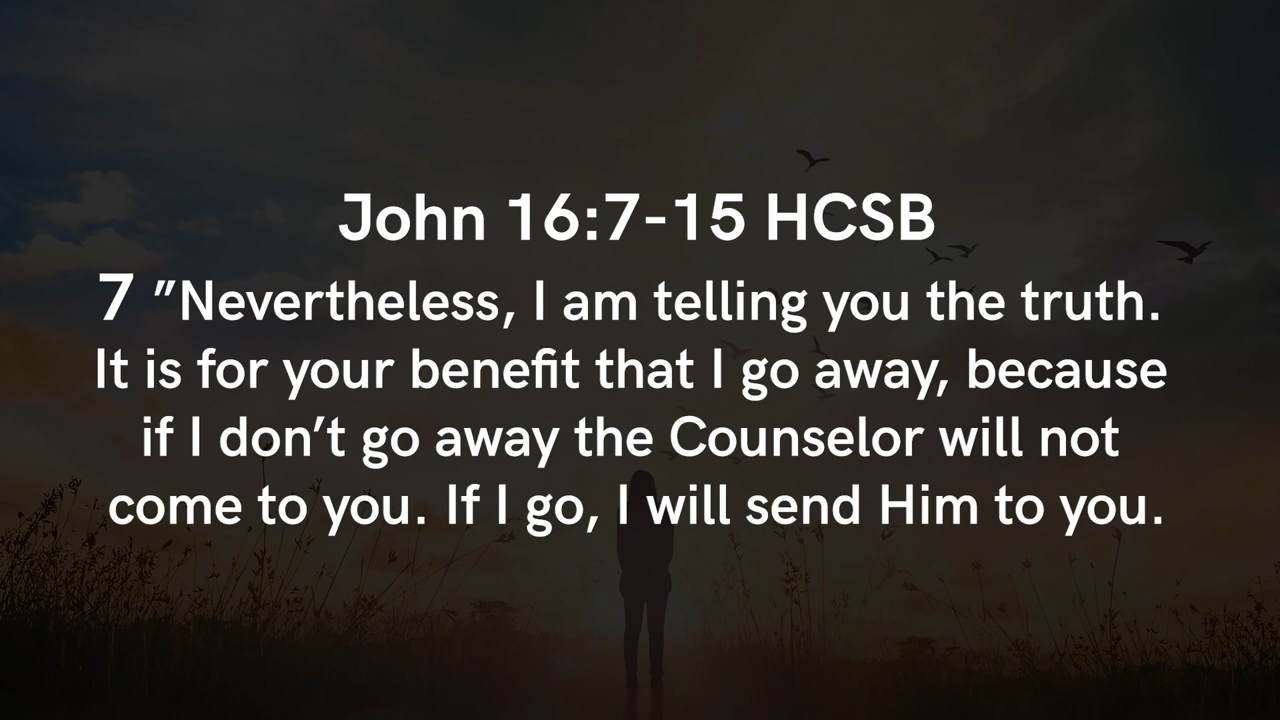 John 16:7-15 HCSB
7 ”Nevertheless, I am telling you the truth.
It is for your benefit that I go away, because
if I don’t go away the Counselor will not
come to you. If I go, I will send Him to you.